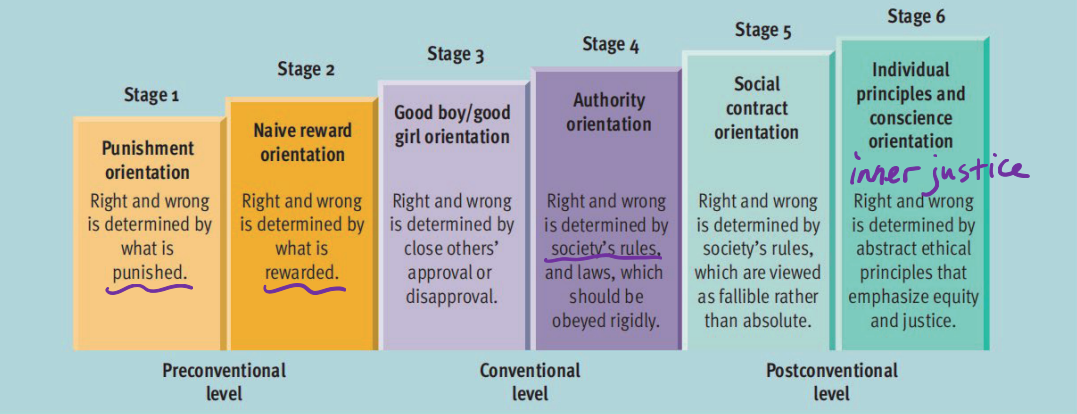 Stage 1
Punishment
orientation
Right and wrong
is determined by
what is
punished.
Stage 2
Naive reward
orientation
Right and wrong
is determined by
what is
rewarded.
Stage 3
Good boy/good
girl orientation
Right and wrong
is determined by
close others'
approval or
disapproval.
Stage 4
Authority
orientation
Right and wrong
is determined by
society's rules,
and laws, which
should be
obeyed rigidly.
Stage 5
Social
contract
orientation
Right and wrong
is determined by
society's rules,
which are viewed
as fallible rather
than absolute.
Stage 6
Individual
principles and
conscience
orientation
inner justice
Right and wrong
is determined by
abstract ethical
principles that
emphasize equity
and justice.
Preconventional
level
Conventional
level
Postconventional
level